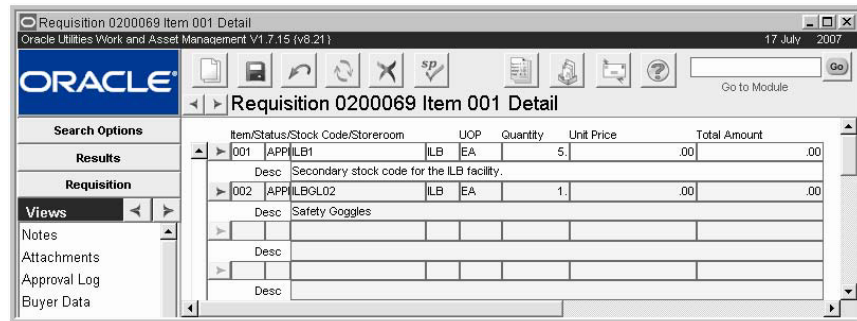 Requisition 0200069 Item 001 Detail
Oracle Utilities Work and Asset Management V1.7.15 (v8.21) 17 July 2007
ORACLE
sp
Go
Go to Module
Requisition 0200069 Item 001 Detail
Search Options
Results
Requisition
Views
Notes
Attachments
Approval Log
Buyer Data
Item/Status/Stock Code/Storeroom UOP Quantity Unit Price Total Amount
001 APPI ILB1 ILB EA 5. .00 .00
Desc Secondary stock code for the ILB facility.
002 APPI ILBGL02 ILB EA 1. .00 .00
Desc Safety Goggles
Desc
Desc